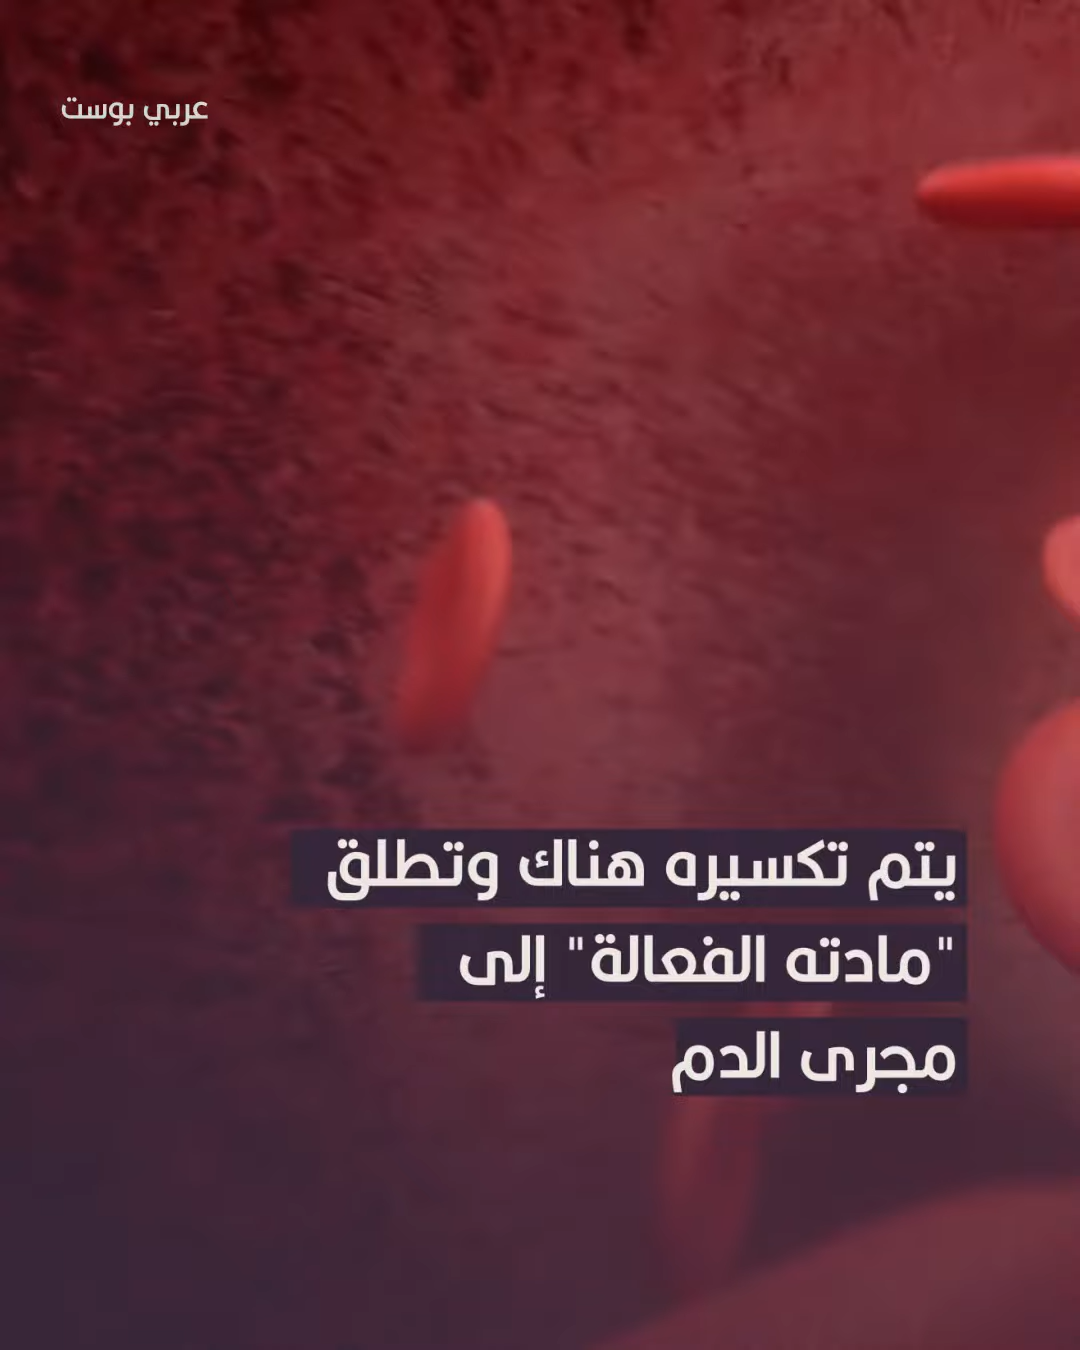 عربي بوست
يتم تكسيره هناك وتطلق
"مادته الفعالة" إلى
مجرى الدم